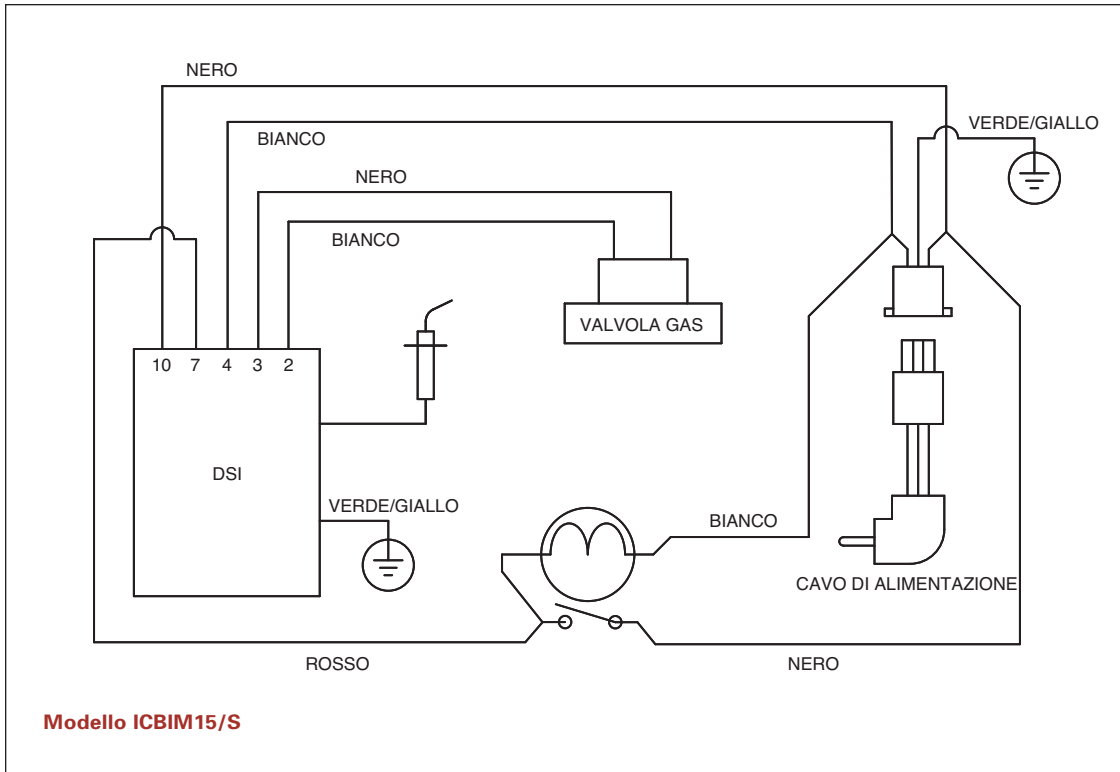 NERO
VERDE/GIALLO
BIANCO
NERO
BIANCO
VALVOLA GAS
10 7 4 3 2
DSI
VERDE/GIALLO
BIANCO
CAVO DI ALIMENTAZIONE
ROSSO
NERO
Modello ICBIM15/S